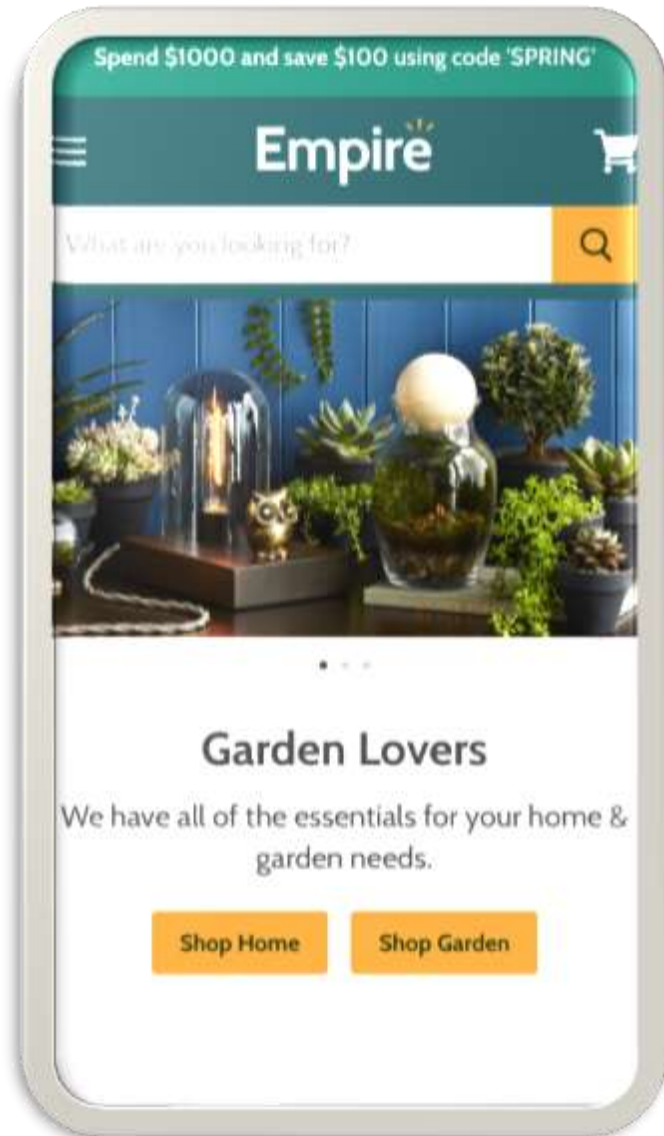 Spend $1000 and save $100 using code 'SPRING'
Empire
What are you looking for?
Garden Lovers
We have all of the essentials for your home &
garden needs.
Shop Home
Shop Garden